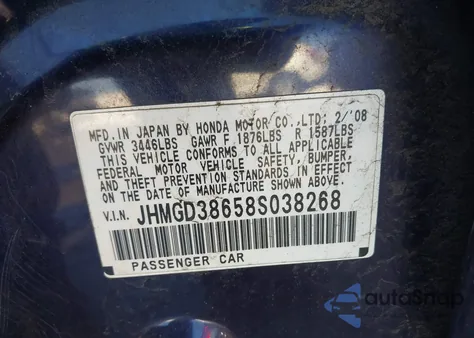 MFD. IN JAPAN BY HONDA MOTOR CO.,LTD: 2/'08
GVWR 3446LBS GAWR F 1876LBS R 1587LBS
THIS VEHICLE CONFORMS TO ALL APPLICABLE
FEDERAL MOTOR VEHICLE SAFETY, BUMPER,
AND THEFT PREVENTION STANDARDS IN
EFFECT ON THE DATE OF MANUFACTURE SHOWN ABOVE.
V.I.N. JHMGD38658S038268
PASSENGER CAR
autoSnap